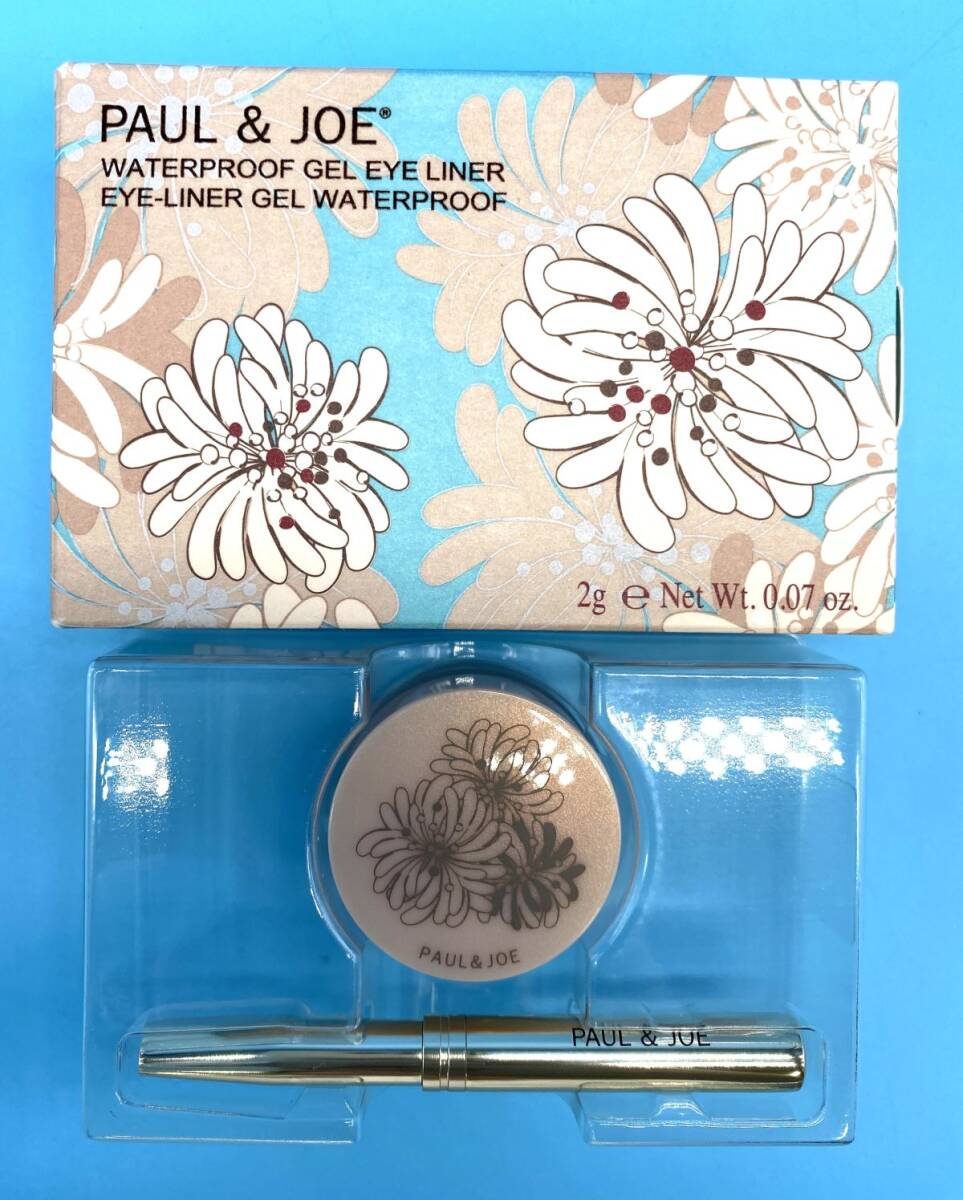 PAUL & JOE®
WATERPROOF GEL EYE LINER
EYE-LINER GEL WATERPROOF
2g ℮ Net Wt. 0.07 oz.
PAUL & JOE
PAUL & JOE